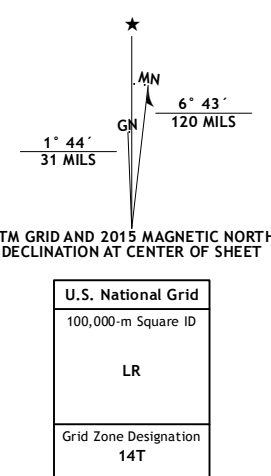 ★
MN
GN
6° 43´
120 MILS
1° 44´
31 MILS
TM GRID AND 2015 MAGNETIC NORTH
DECLINATION AT CENTER OF SHEET
U.S. National Grid
100,000-m Square ID
LR
Grid Zone Designation
14T